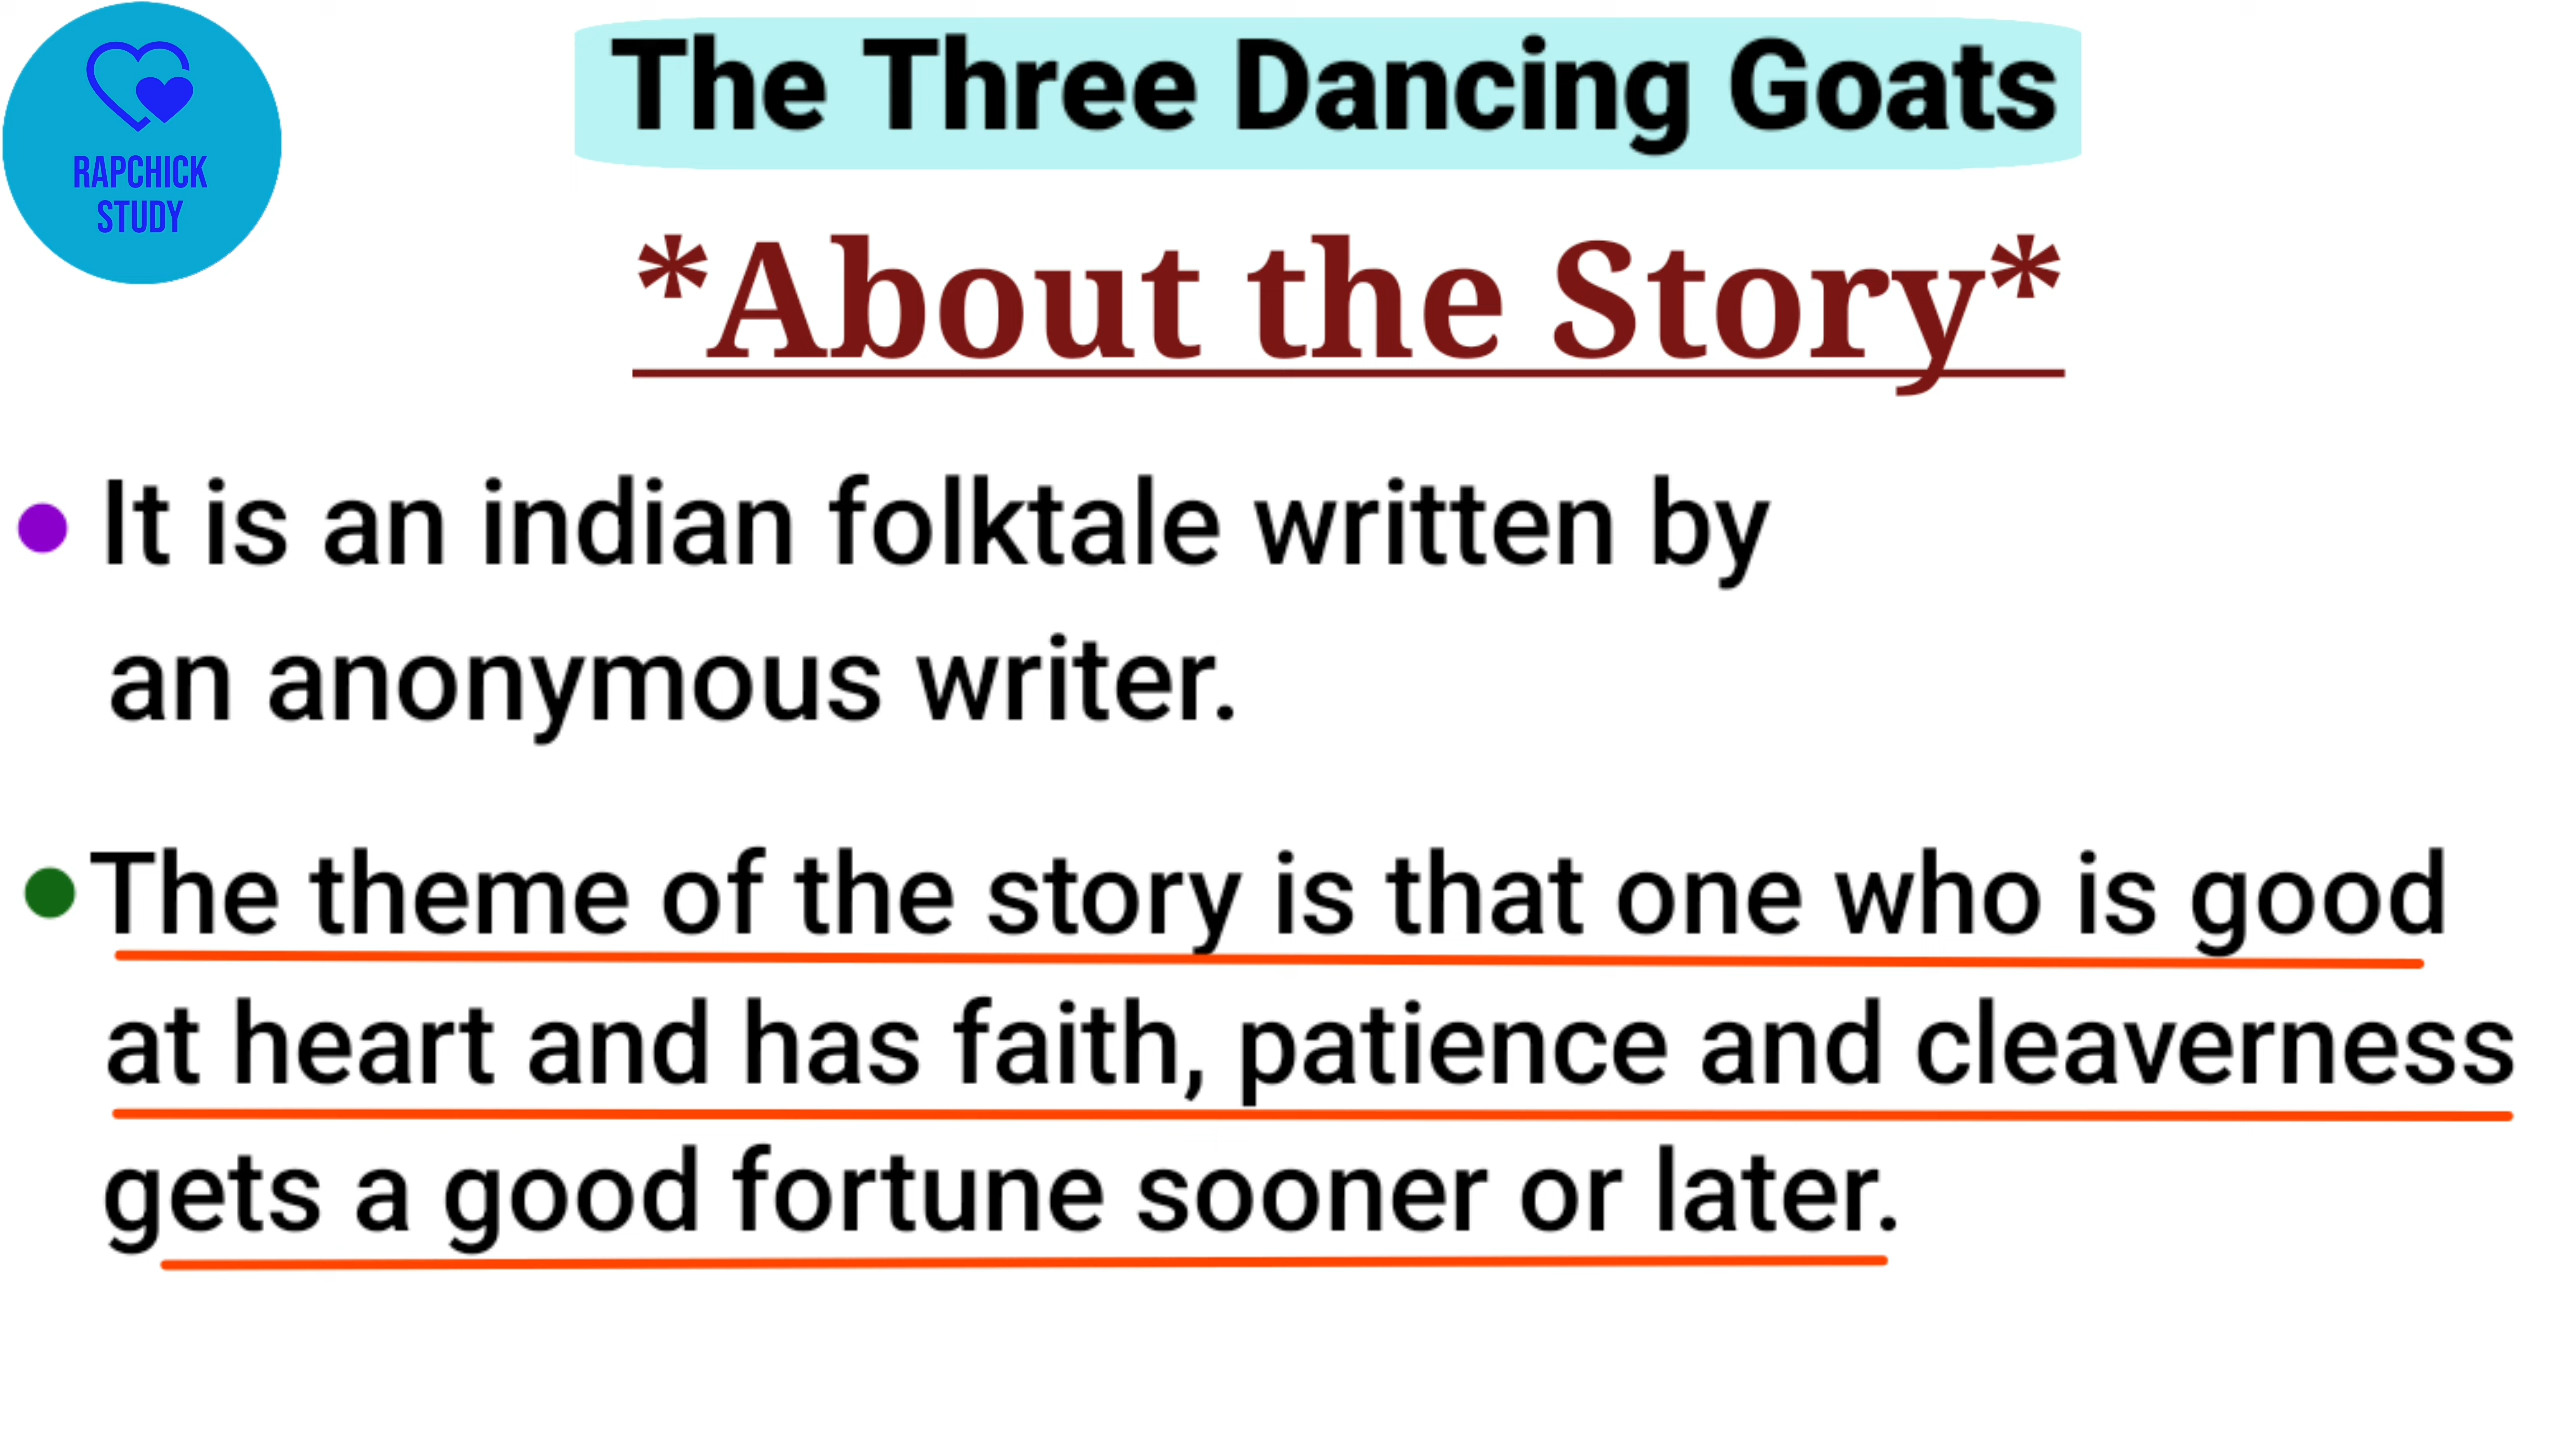 RAPCHICK
STUDY
The Three Dancing Goats
*About the Story*
● It is an indian folktale written by
an anonymous writer.
● The theme of the story is that one who is good
at heart and has faith, patience and cleaverness
gets a good fortune sooner or later.